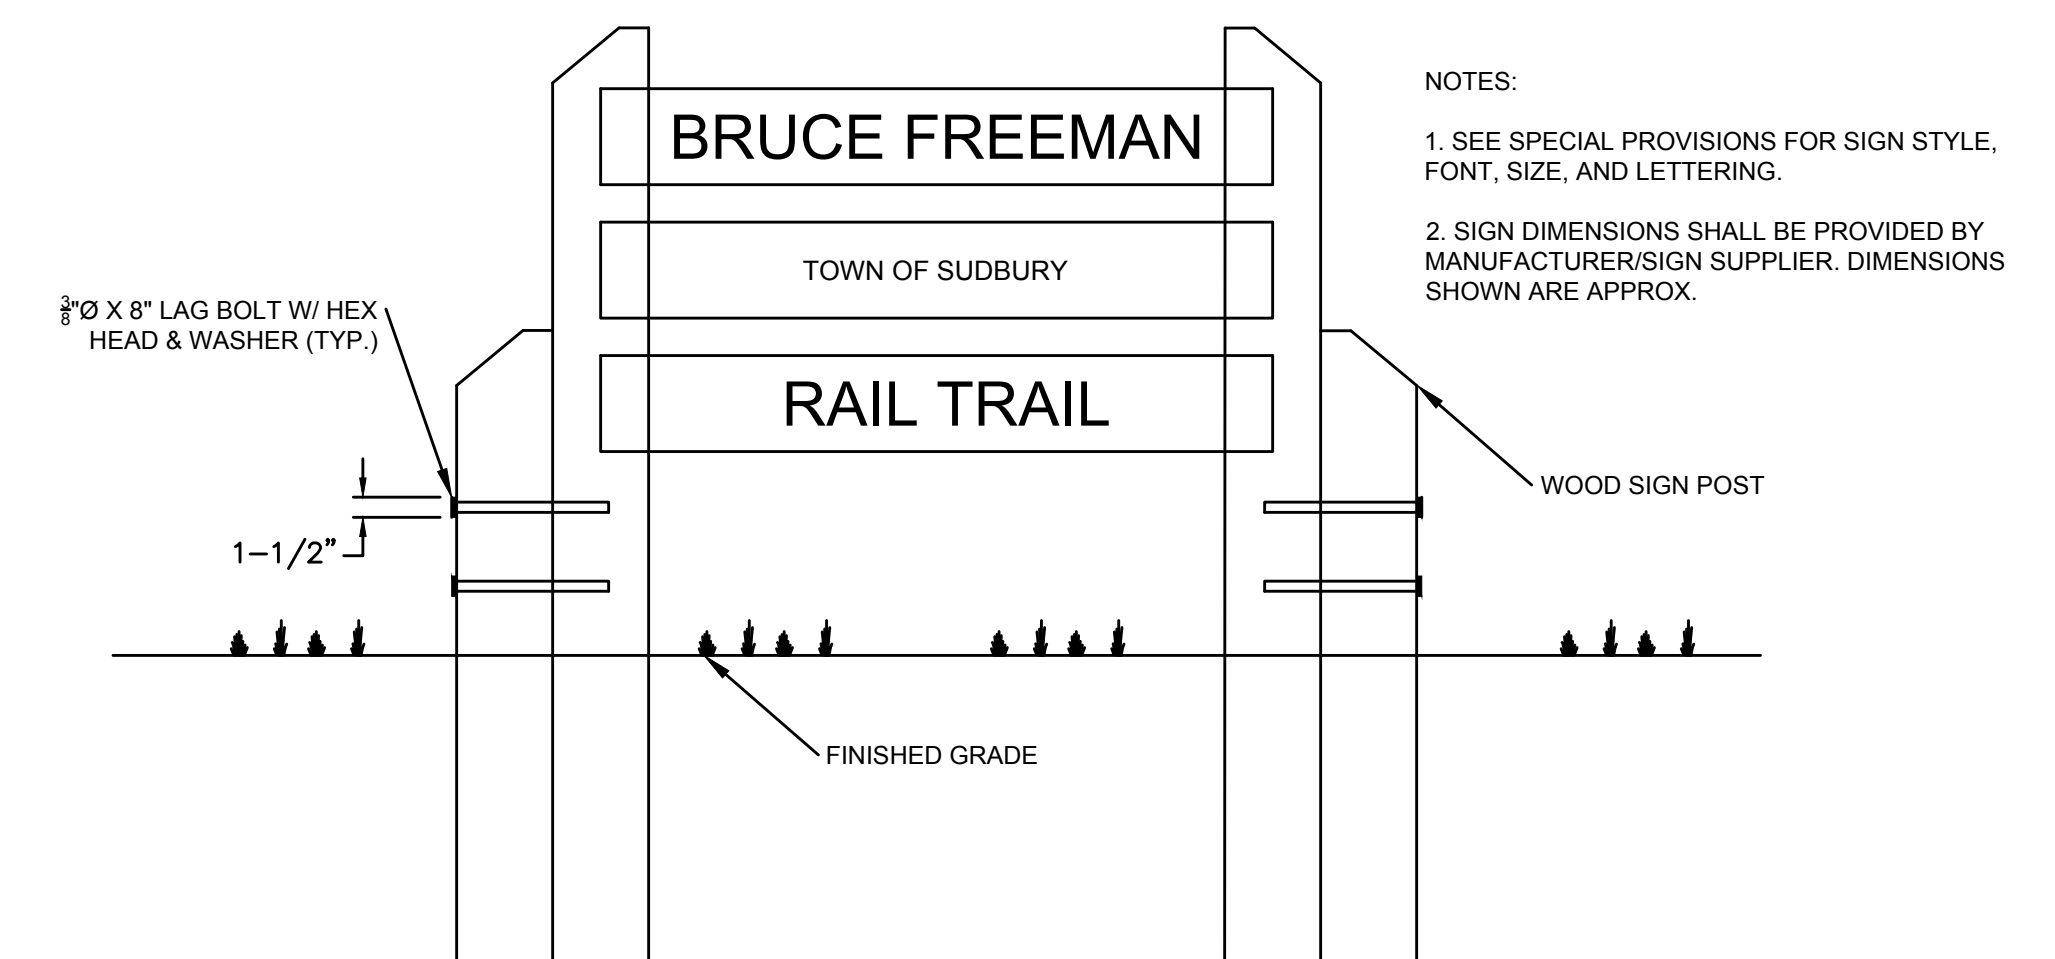 BRUCE FREEMAN
TOWN OF SUDBURY
RAIL TRAIL
NOTES:
1. SEE SPECIAL PROVISIONS FOR SIGN STYLE,
FONT, SIZE, AND LETTERING.
2. SIGN DIMENSIONS SHALL BE PROVIDED BY
MANUFACTURER/SIGN SUPPLIER. DIMENSIONS
SHOWN ARE APPROX.
3/8"Ø X 8" LAG BOLT W/ HEX
HEAD & WASHER (TYP.)
1-1/2"
WOOD SIGN POST
FINISHED GRADE